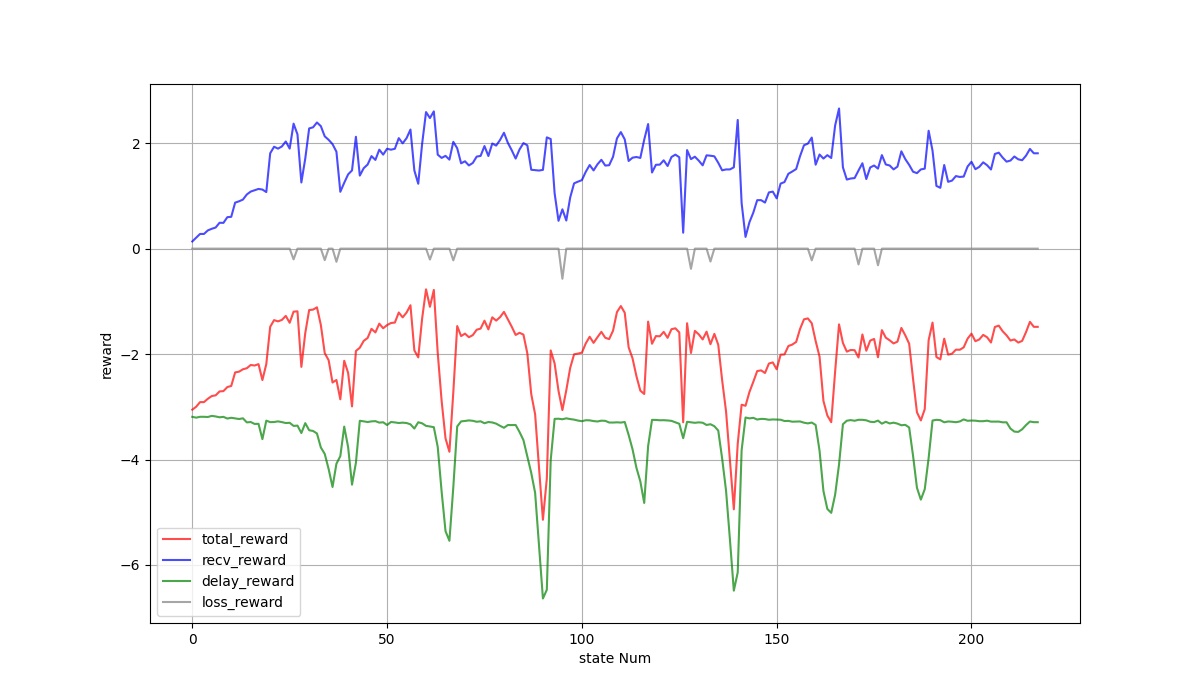 2
0
−2
−4
−6
reward
total_reward
recv_reward
delay_reward
loss_reward
0 50 100 150 200
state Num